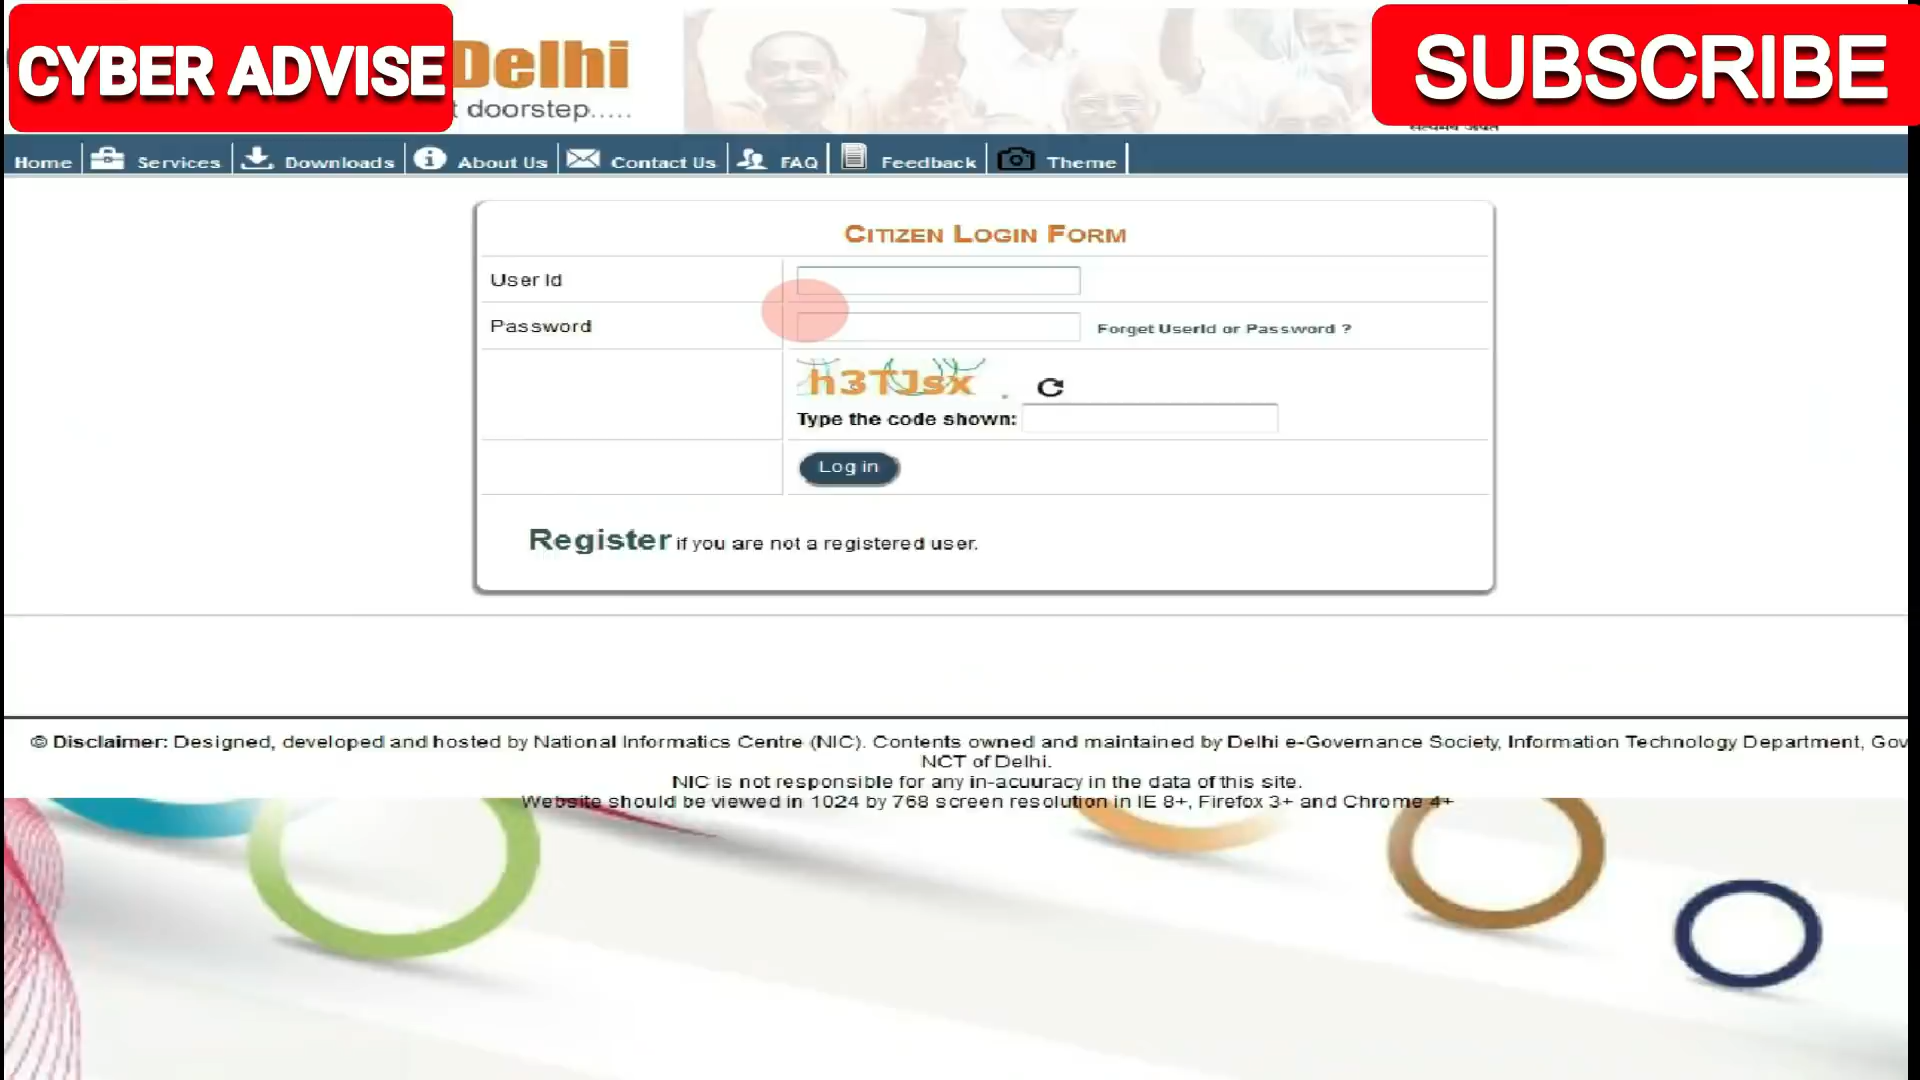 CYBER ADVISE
Delhi
t doorstep.....
SUBSCRIBE
Home Services Downloads About Us Contact Us FAQ Feedback Theme
CITIZEN LOGIN FORM
User Id
Password Forget UserId or Password ?
h3TJsx
Type the code shown:
Log in
Register if you are not a registered user.
© Disclaimer: Designed, developed and hosted by National Informatics Centre (NIC). Contents owned and maintained by Delhi e-Governance Society, Information Technology Department, Gov
NCT of Delhi.
NIC is not responsible for any in-acuuracy in the data of this site.
Website should be viewed in 1024 by 768 screen resolution in IE 8+, Firefox 3+ and Chrome 4+